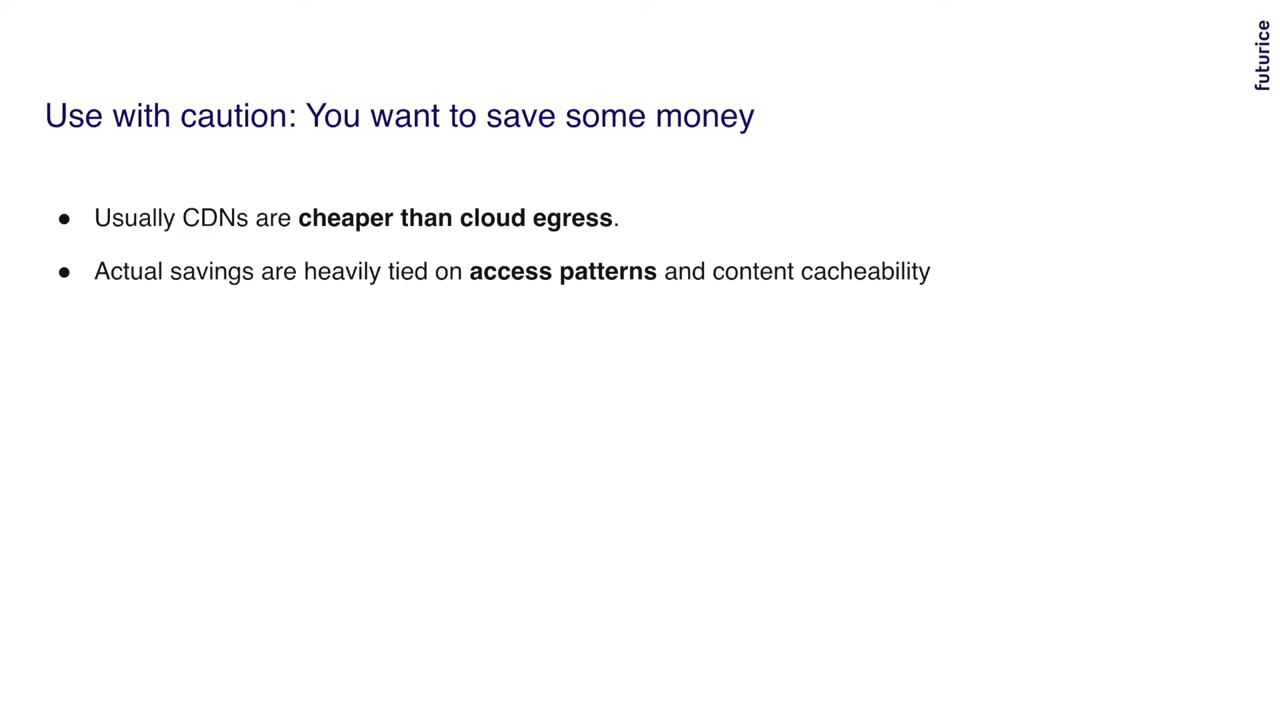 futurice
Use with caution: You want to save some money
● Usually CDNs are cheaper than cloud egress.
● Actual savings are heavily tied on access patterns and content cacheability